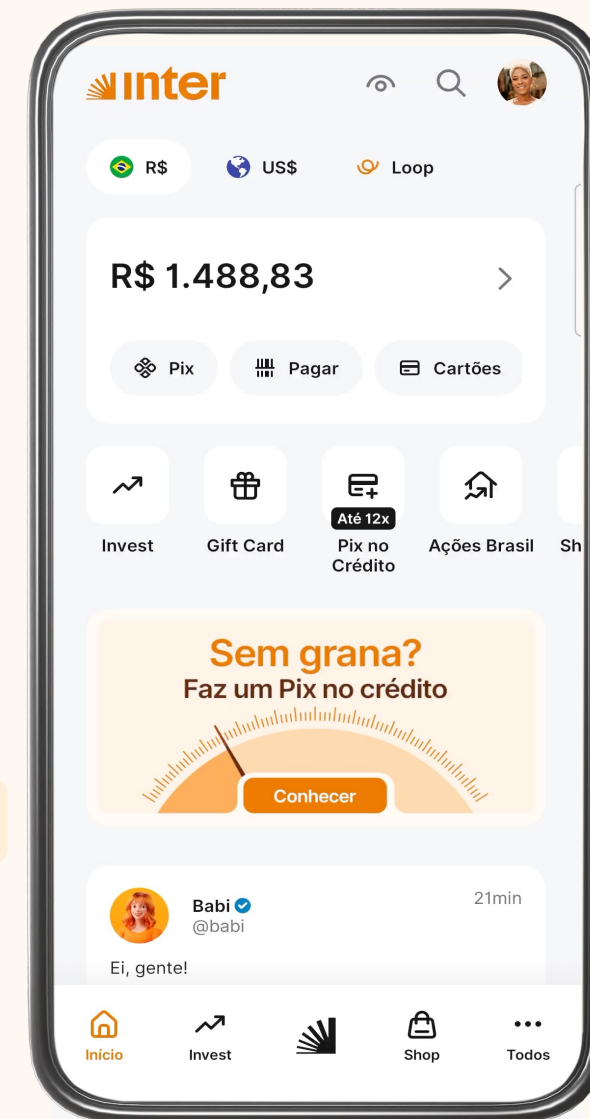 inter
R$ US$ Loop
R$ 1.488,83
Pix Pagar Cartões
Até 12x
Invest Gift Card Pix no Ações Brasil Sh
Crédito
Sem grana?
Faz um Pix no crédito
Conhecer
Babi 21min
@babi
Ei, gente!
Início Invest Shop Todos